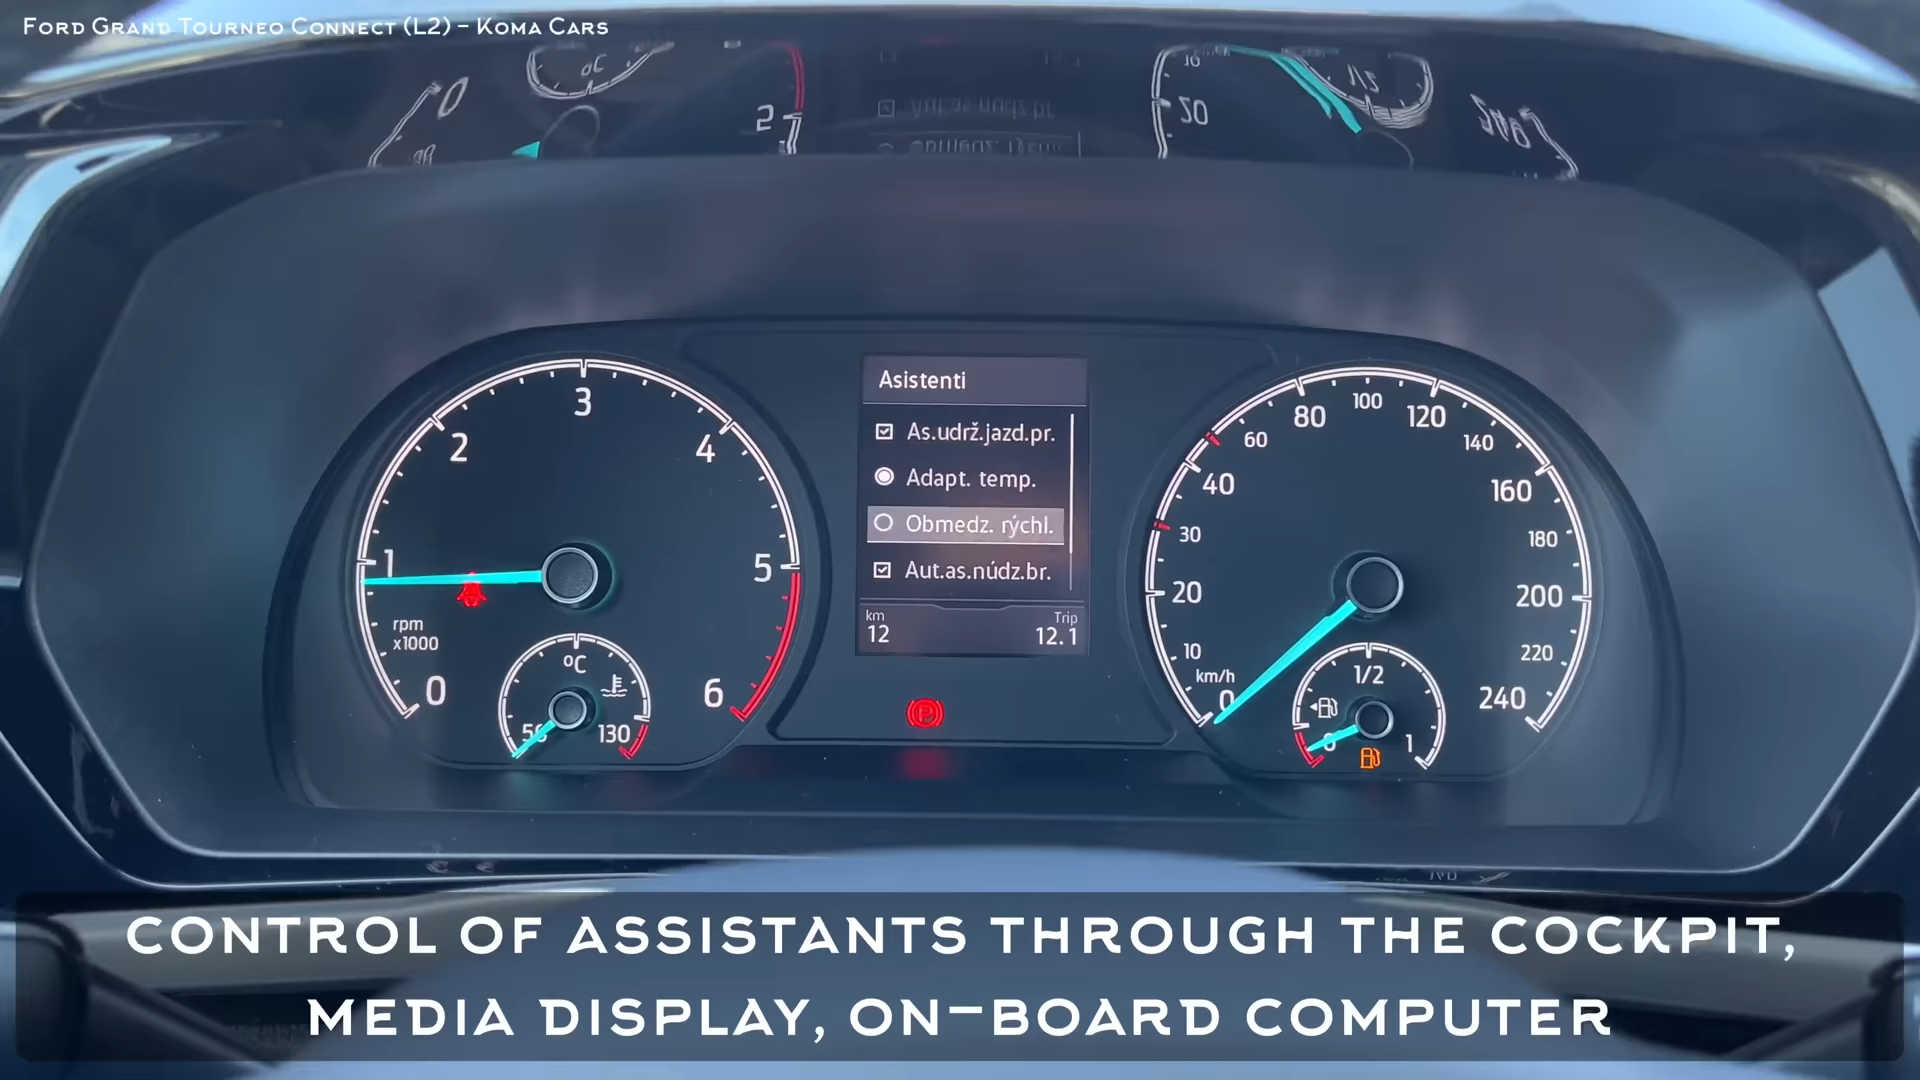 Ford Grand Tourneo Connect (L2) – Koma Cars
Asistenti
As.udrž.jazd.pr.
Adapt. temp.
Obmedz. rýchl.
Aut.as.núdz.br.
km
12
Trip
12.1
0
1
2
3
4
5
6
rpm
x1000
°C
50
130
0
10
20
30
40
60
80
100
120
140
160
180
200
220
240
km/h
0
1/2
1
P
CONTROL OF ASSISTANTS THROUGH THE COCKPIT,
MEDIA DISPLAY, ON–BOARD COMPUTER